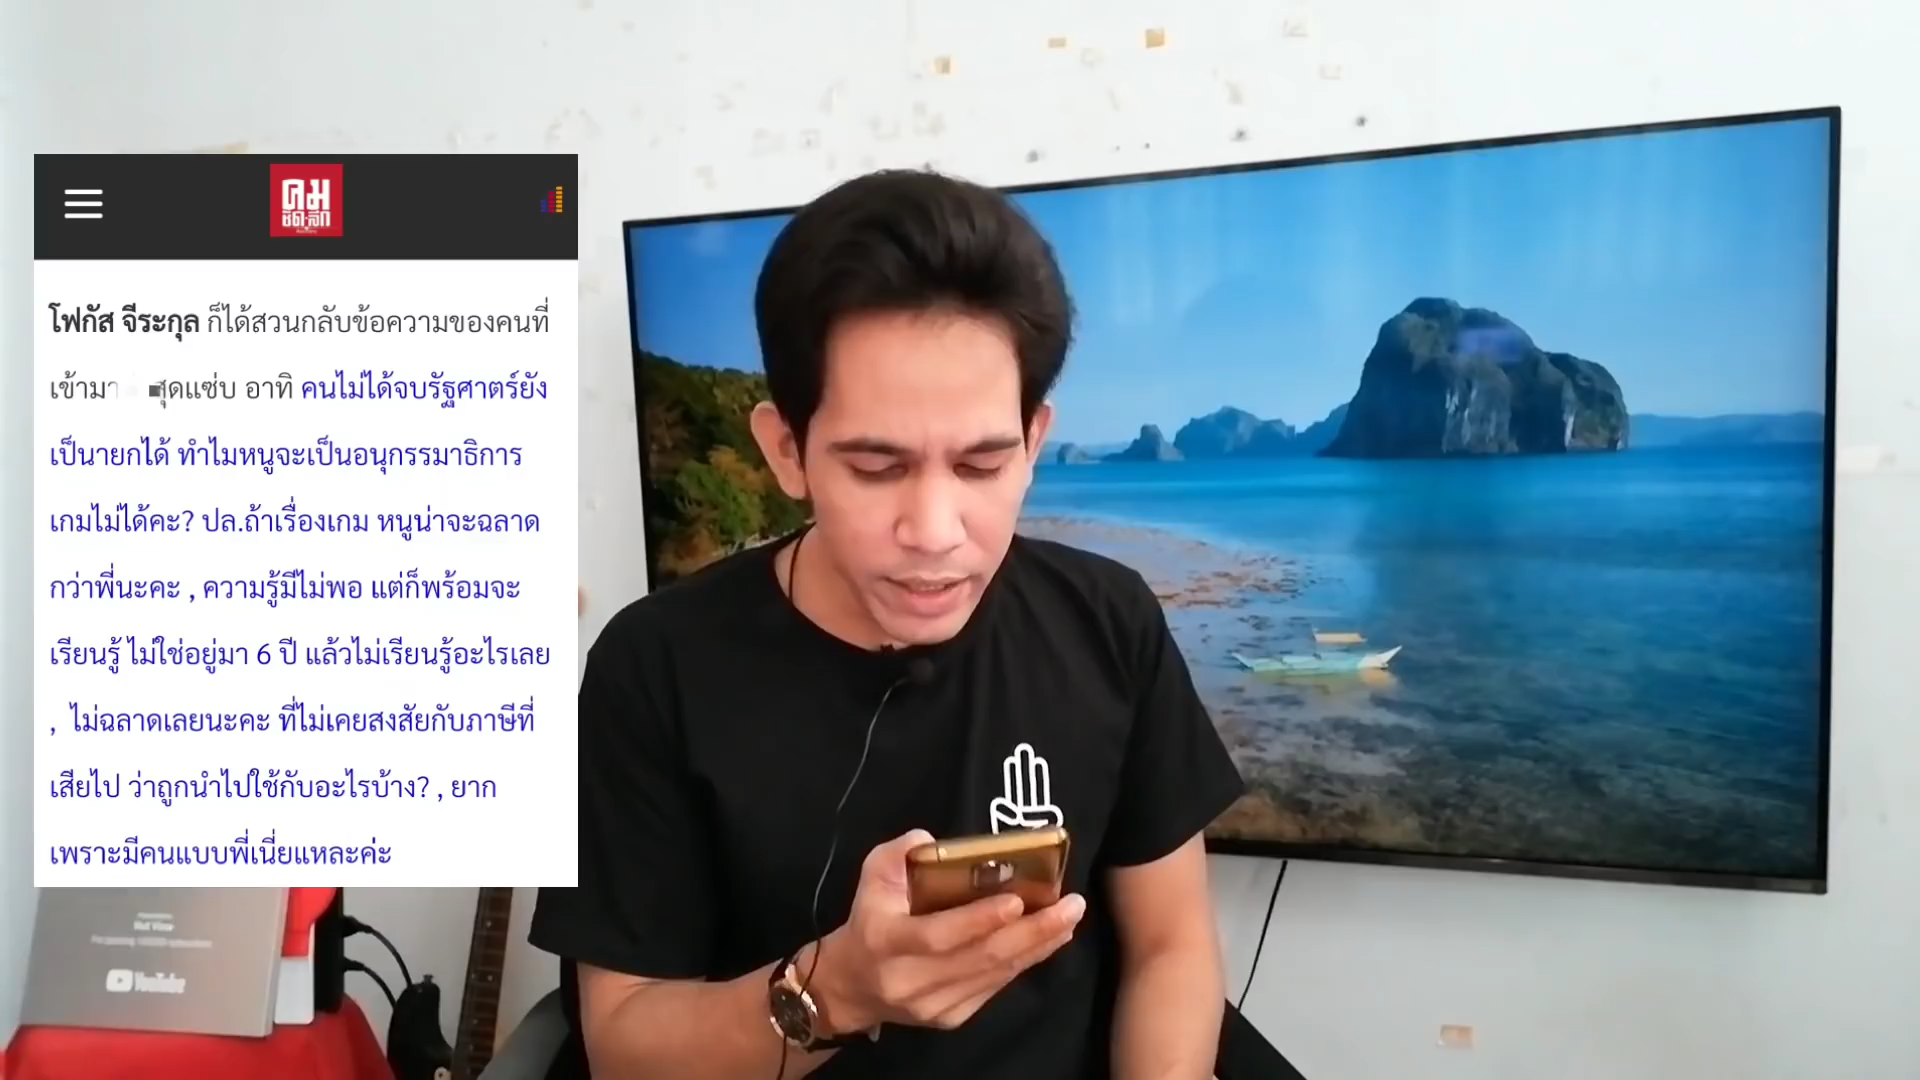 คม
ชัด ลึก
โฟกัส จีระกุล ก็ได้สวนกลับข้อความของคนที่
เข้ามา สุดแซ่บ อาทิ คนไม่ได้จบรัฐศาตร์ยัง
เป็นายกได้ ทำไมหนูจะเป็นอนุกรรมาธิการ
เกมไม่ได้คะ? ปล.ถ้าเรื่องเกม หนูน่าจะฉลาด
กว่าพี่นะคะ , ความรู้มีไม่พอ แต่ก็พร้อมจะ
เรียนรู้ ไม่ใช่อยู่มา 6 ปี แล้วไม่เรียนรู้อะไรเลย
, ไม่ฉลาดเลยนะคะ ที่ไม่เคยสงสัยกับภาษีที่
เสียไป ว่าถูกนำไปใช้กับอะไรบ้าง? , ยาก
เพราะมีคนแบบพี่เนี่ยแหละค่ะ
YouTube